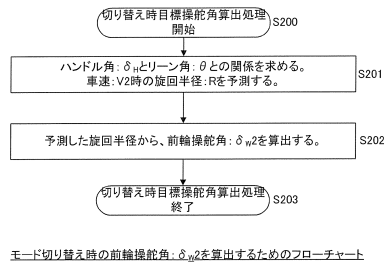 切り替え時目標操舵角算出処理
開始
S200
ハンドル角：δHとリーン角：θとの関係を求める。
車速：V2時の旋回半径：Rを予測する。
S201
予測した旋回半径から、前輪操舵角：δW2を算出する。
S202
切り替え時目標操舵角算出処理
終了
S203
モード切り替え時の前輪操舵角：δW2を算出するためのフローチャート